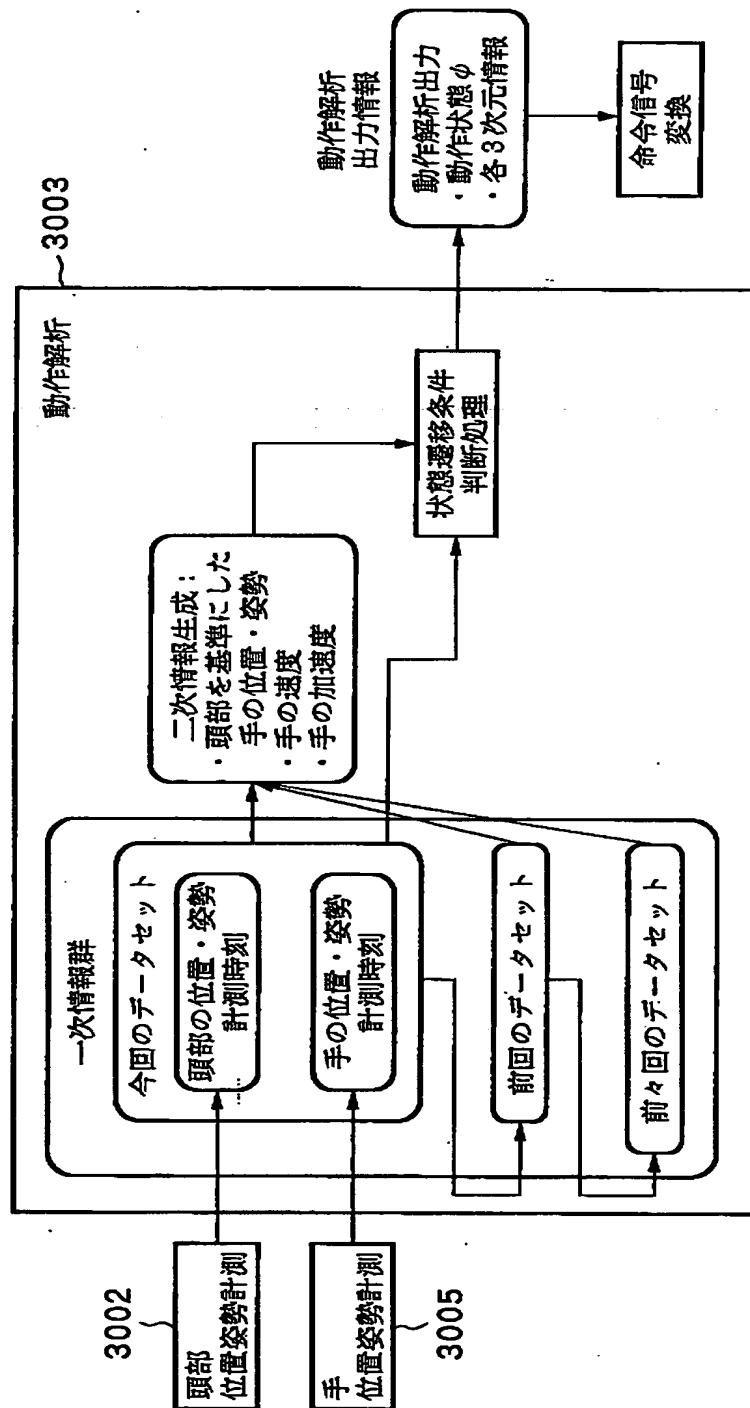 3002
頭部
位置姿勢計測
手
位置姿勢計測
3005
動作解析
3003
一次情報群
今回のデータセット
頭部の位置・姿勢
計測時刻
手の位置・姿勢
計測時刻
前回のデータセット
前々回のデータセット
二次情報生成：
・頭部を基準にした
手の位置・姿勢
・手の速度
・手の加速度
状態遷移条件
判断処理
動作解析
出力情報
動作解析出力
・動作状態φ
・各3次元情報
命令信号
変換